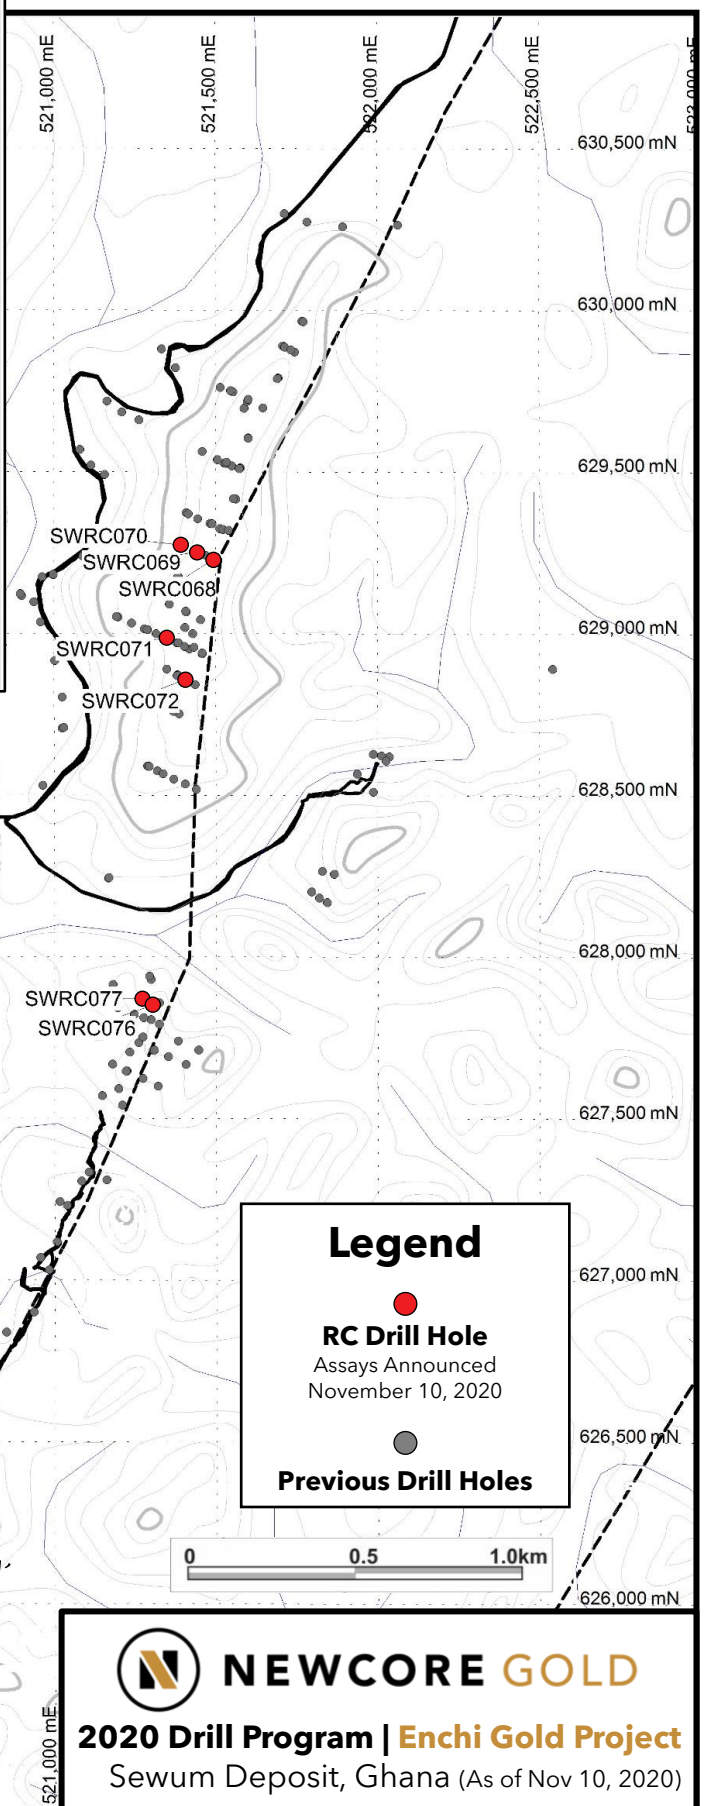 521,000 mE
521,500 mE
522,000 mE
522,500 mE
523,000 mE
630,500 mN
630,000 mN
629,500 mN
SWRC070
SWRC069
SWRC068
629,000 mN
SWRC071
SWRC072
628,500 mN
628,000 mN
SWRC077
SWRC076
627,500 mN
Legend
627,000 mN
RC Drill Hole
Assays Announced
November 10, 2020
626,500 mN
Previous Drill Holes
0 0.5 1.0km
626,000 mN
N NEWCORE GOLD
521,000 mE
2020 Drill Program | Enchi Gold Project
Sewum Deposit, Ghana (As of Nov 10, 2020)